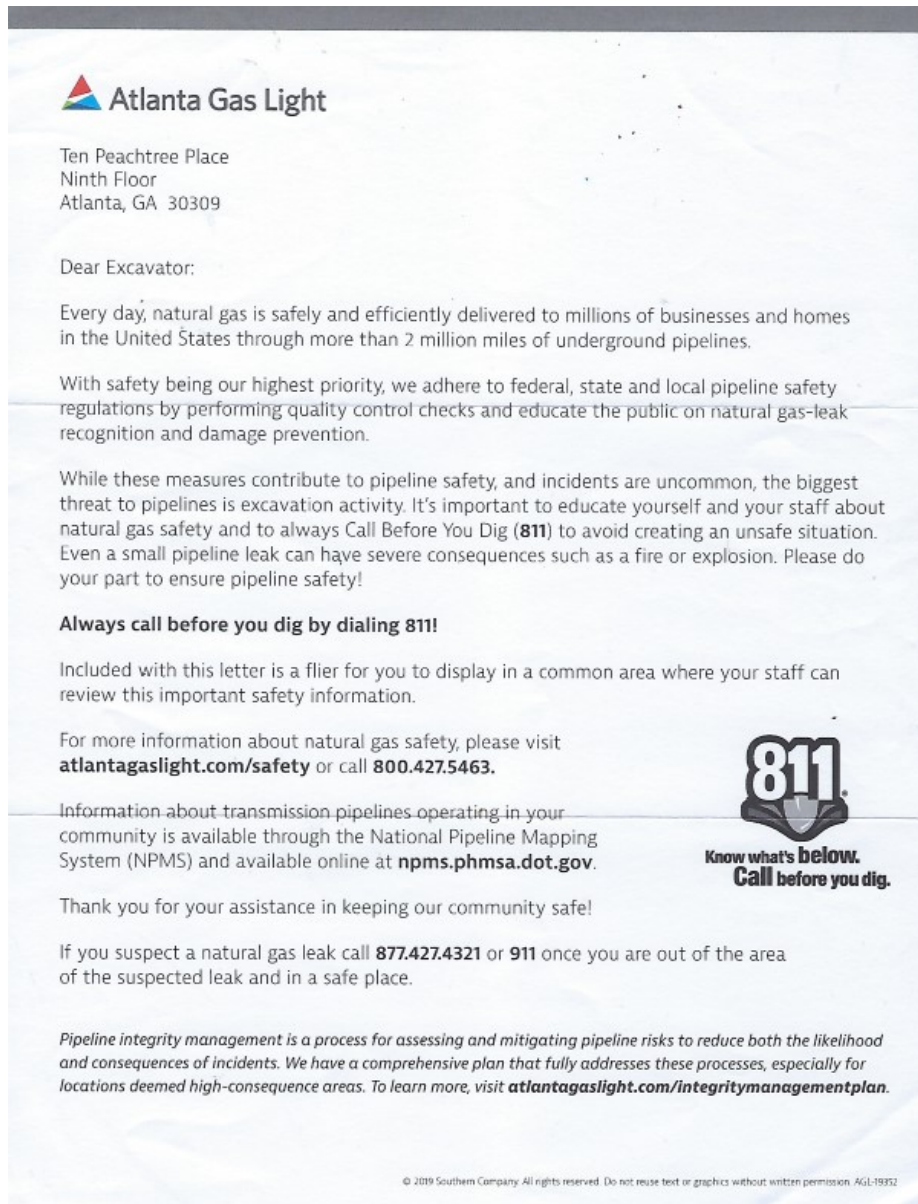 Atlanta Gas Light
Ten Peachtree Place
Ninth Floor
Atlanta, GA 30309
Dear Excavator:
Every day, natural gas is safely and efficiently delivered to millions of businesses and homes
in the United States through more than 2 million miles of underground pipelines.
With safety being our highest priority, we adhere to federal, state and local pipeline safety
regulations by performing quality control checks and educate the public on natural gas-leak
recognition and damage prevention.
While these measures contribute to pipeline safety, and incidents are uncommon, the biggest
threat to pipelines is excavation activity. It's important to educate yourself and your staff about
natural gas safety and to always Call Before You Dig (811) to avoid creating an unsafe situation.
Even a small pipeline leak can have severe consequences such as a fire or explosion. Please do
your part to ensure pipeline safety!
Always call before you dig by dialing 811!
Included with this letter is a flier for you to display in a common area where your staff can
review this important safety information.
For more information about natural gas safety, please visit
atlantagaslight.com/safety or call 800.427.5463.
Information about transmission pipelines operating in your
community is available through the National Pipeline Mapping
System (NPMS) and available online at npms.phmsa.dot.gov.
811
Know what's below.
Call before you dig.
Thank you for your assistance in keeping our community safe!
If you suspect a natural gas leak call 877.427.4321 or 911 once you are out of the area
of the suspected leak and in a safe place.
Pipeline integrity management is a process for assessing and mitigating pipeline risks to reduce both the likelihood
and consequences of incidents. We have a comprehensive plan that fully addresses these processes, especially for
locations deemed high-consequence areas. To learn more, visit atlantagaslight.com/integritymanagementplan.
© 2019 Southern Company. All rights reserved. Do not reuse text or graphics without written permission. AGL-19352